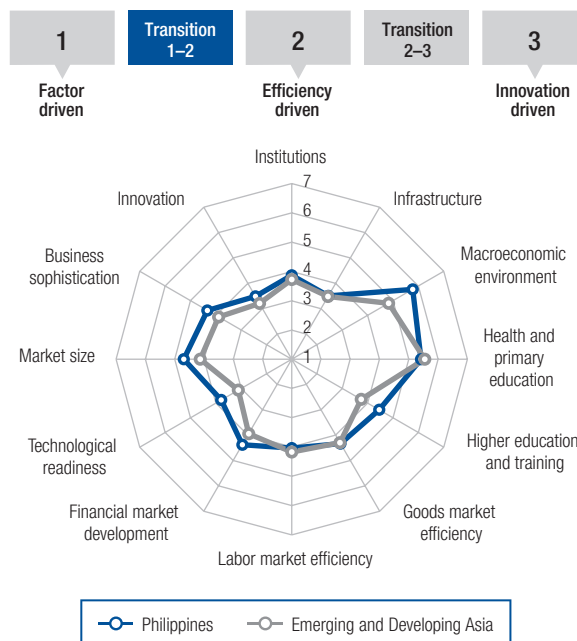 1
Transition
1–2
2
Transition
2–3
3
Factor
driven
Efficiency
driven
Innovation
driven
Institutions
7
6
5
4
3
2
1
Infrastructure
Macroeconomic
environment
Health and
primary
education
Higher education
and training
Goods market
efficiency
Labor market efficiency
Financial market
development
Technological
readiness
Market size
Business
sophistication
Innovation
Philippines
Emerging and Developing Asia